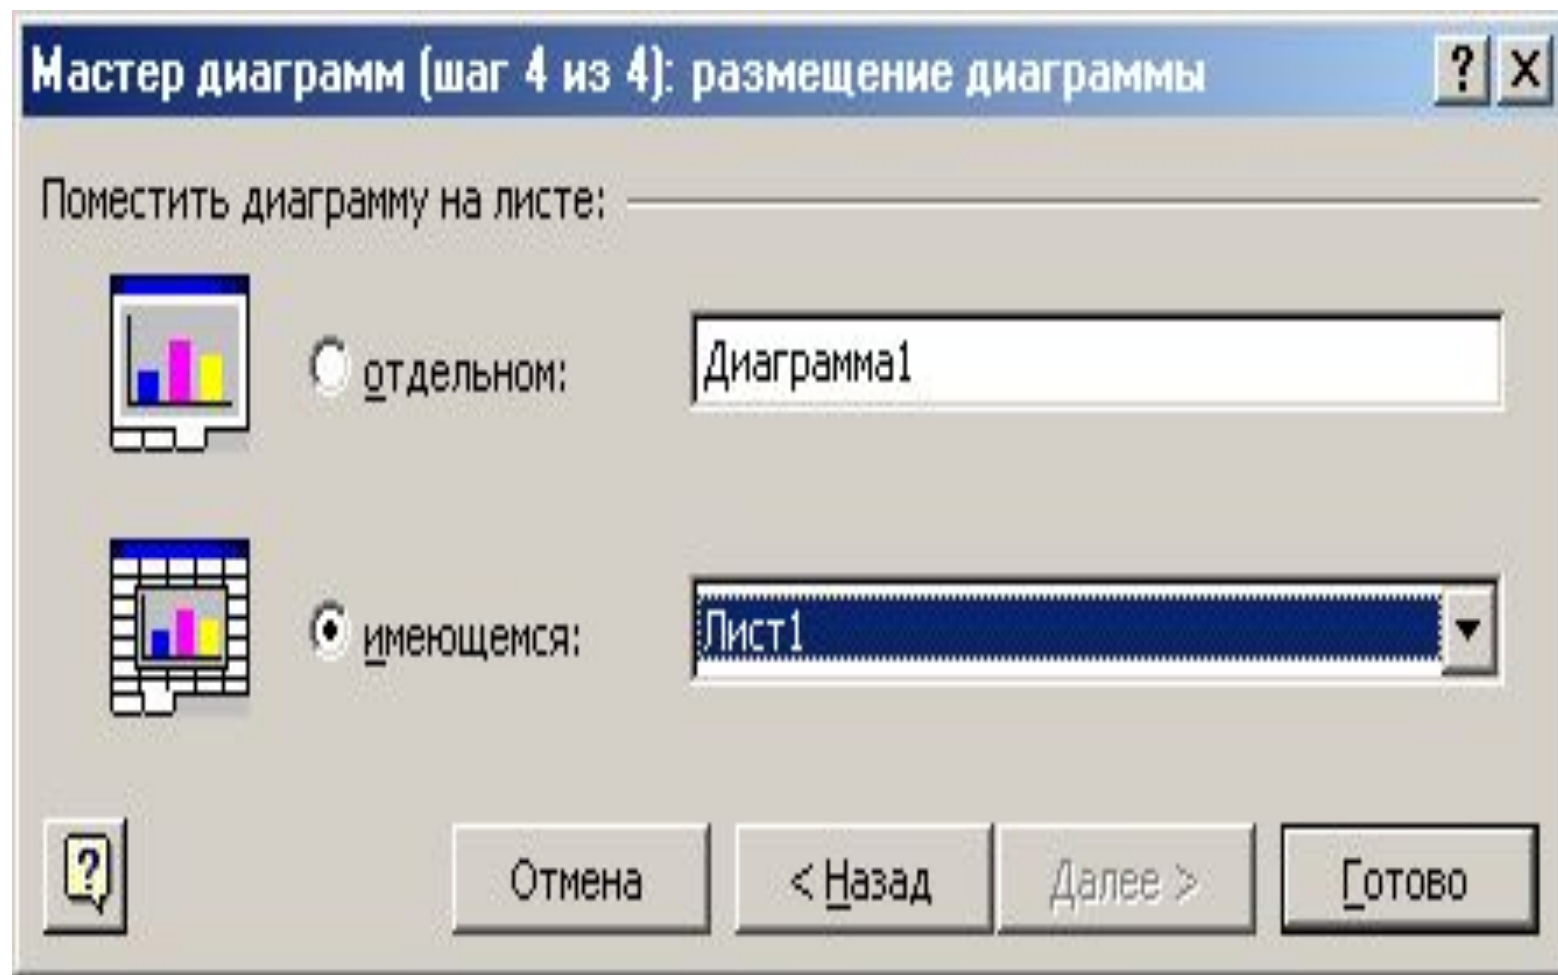 Мастер диаграмм (шаг 4 из 4): размещение диаграммы ? X
Поместить диаграмму на листе:
отдельном: Диаграмма1
имеющемся: Лист1
? Отмена < Назад Далее > Готово